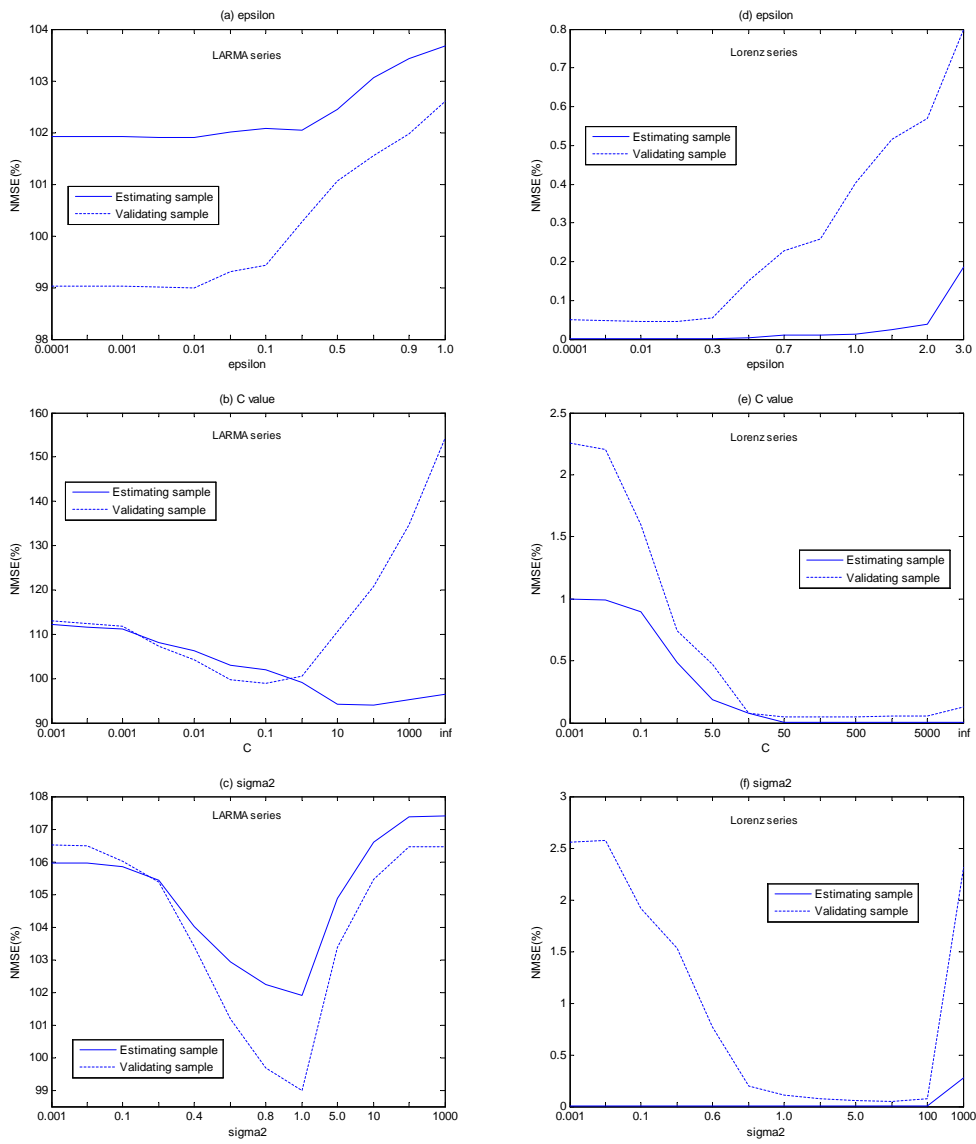 (a) epsilon
LARMA series
104
103
102
101
100
99
98
NMSE(%)
Estimating sample
Validating sample
0.0001 0.001 0.01 0.1 0.5 0.9 1.0
epsilon
(d) epsilon
Lorenz series
0.8
0.7
0.6
0.5
0.4
0.3
0.2
0.1
0
NMSE(%)
Estimating sample
Validating sample
0.0001 0.01 0.3 0.7 1.0 2.0 3.0
epsilon
(b) C value
LARMA series
160
150
140
130
120
110
100
90
NMSE(%)
Estimating sample
Validating sample
0.001 0.001 0.01 0.1 10 1000 inf
C
(e) C value
Lorenz series
2.5
2
1.5
1
0.5
0
NMSE(%)
Estimating sample
Validating sample
0.001 0.1 5.0 50 500 5000 inf
C
(c) sigma2
LARMA series
108
107
106
105
104
103
102
101
100
99
NMSE(%)
Estimating sample
Validating sample
0.001 0.1 0.4 0.8 1.0 5.0 10 1000
sigma2
(f) sigma2
Lorenz series
3
2.5
2
1.5
1
0.5
0
NMSE(%)
Estimating sample
Validating sample
0.001 0.1 0.6 1.0 5.0 100 1000
sigma2